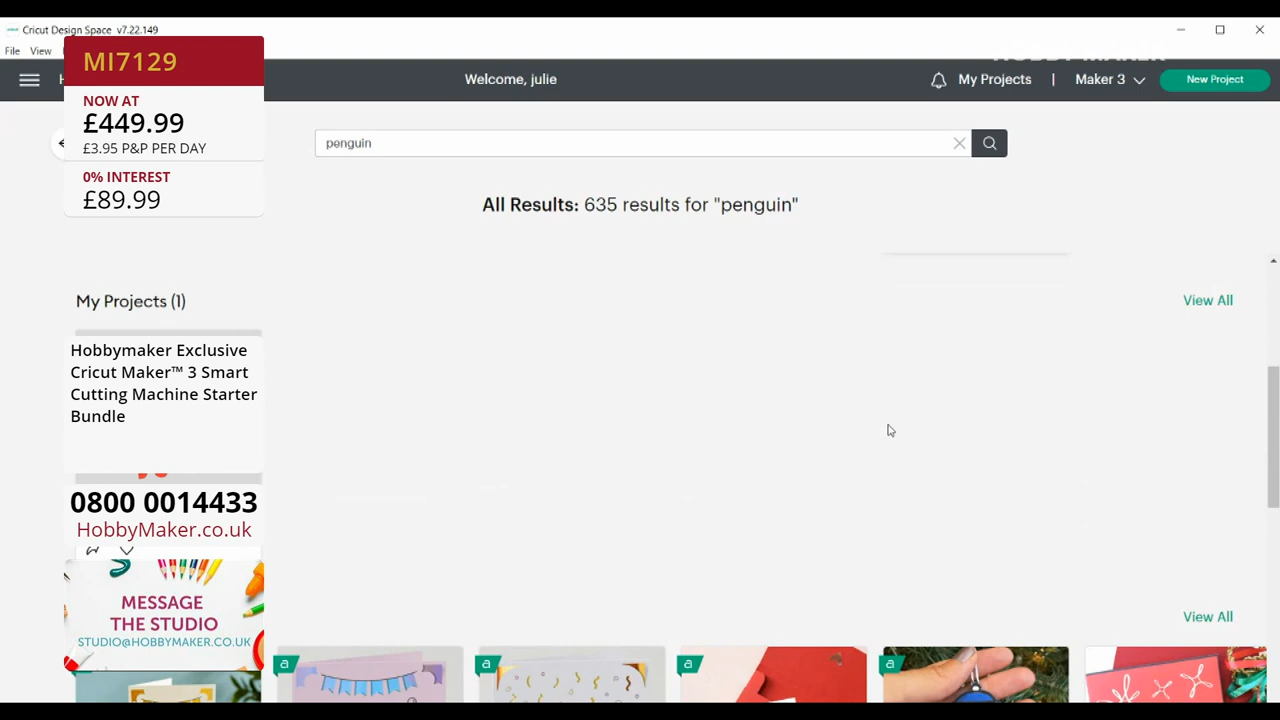 Cricut Design Space v7.22.149
File View
MI7129
NOW AT
£449.99
£3.95 P&P PER DAY
0% INTEREST
£89.99
Welcome, julie
My Projects | Maker 3
New Project
penguin
All Results: 635 results for "penguin"
My Projects (1)
View All
Hobbymaker Exclusive
Cricut Maker™ 3 Smart
Cutting Machine Starter
Bundle
0800 0014433
HobbyMaker.co.uk
MESSAGE
THE STUDIO
STUDIO@HOBBYMAKER.CO.UK
View All
a
a
a
a